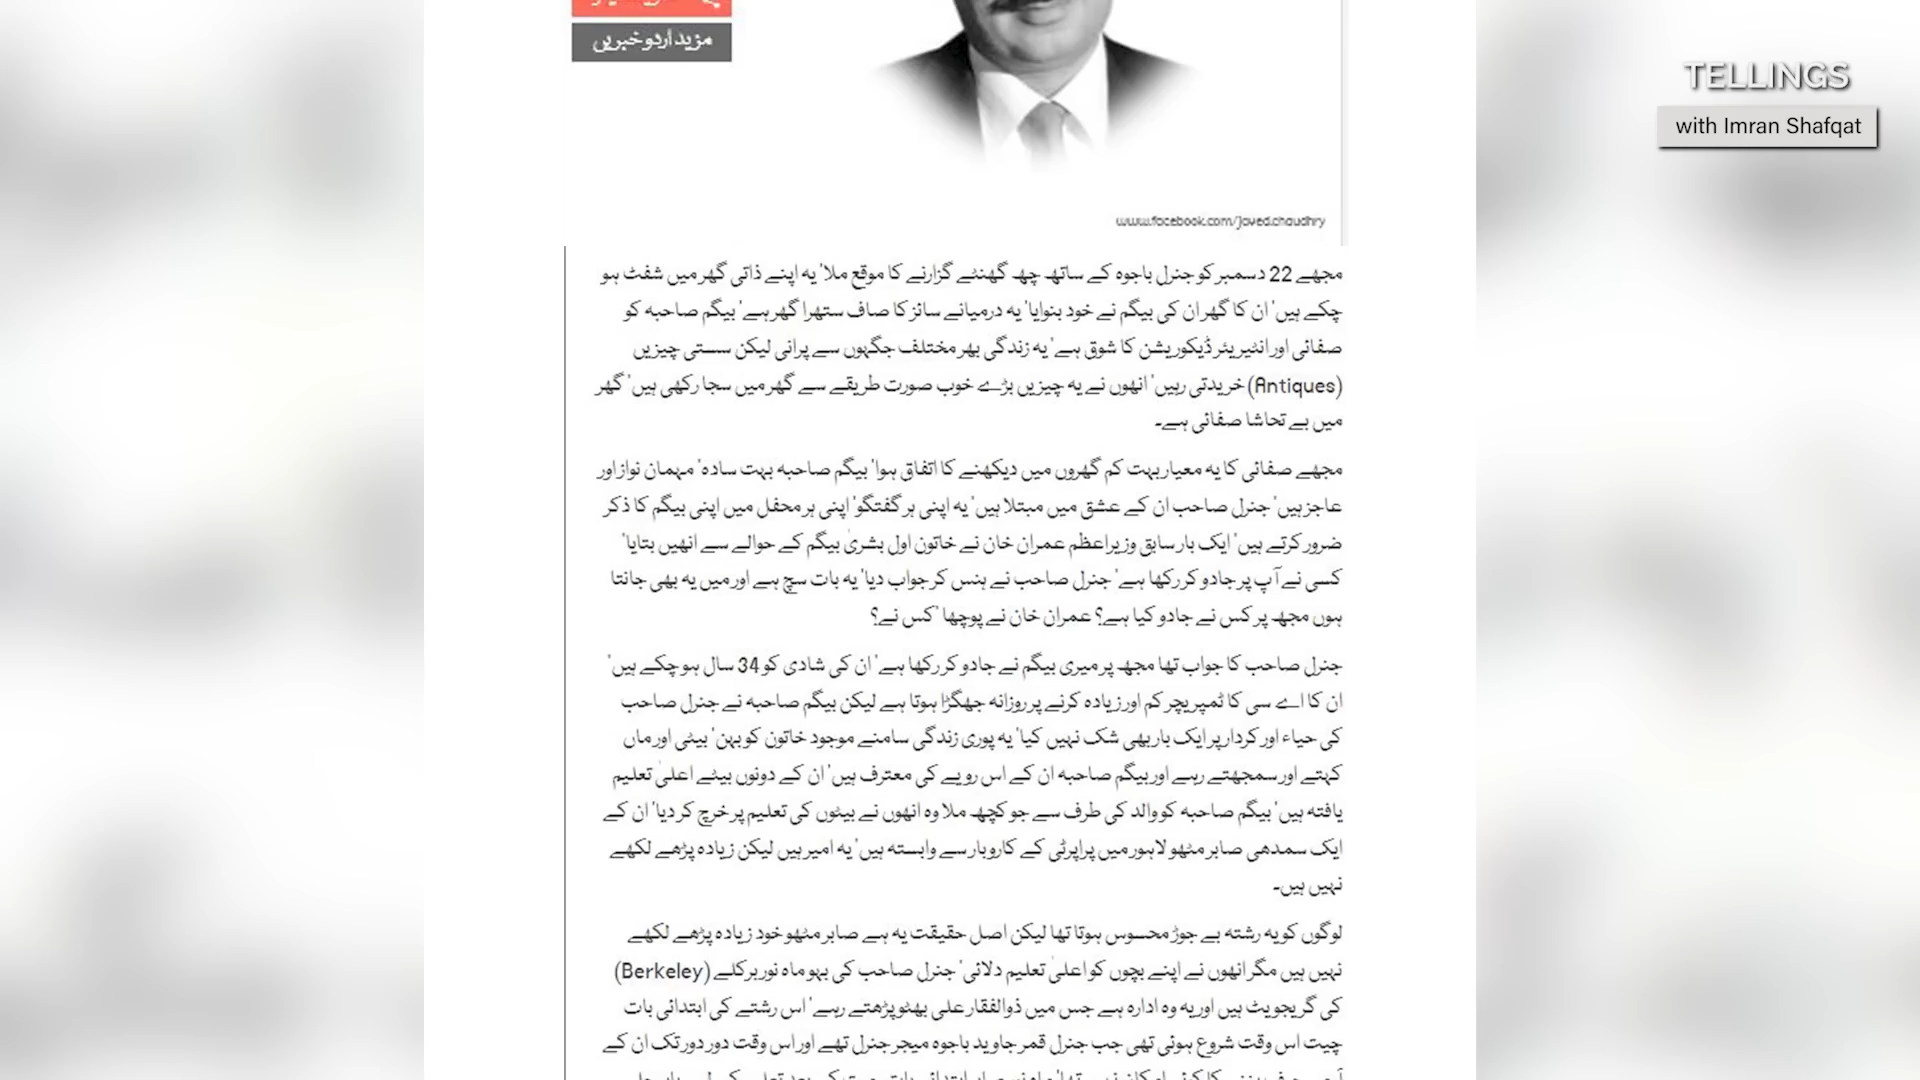 مزید اردو خبریں
TELLINGS
with Imran Shafqat
www.facebook.com/javed.chaudhry
مجھے 22 دسمبر کو جنرل باجوہ کے ساتھ چھ گھنٹے گزارنے کا موقع ملا' یہ اپنے ذاتی گھر میں شفٹ ہو
چکے ہیں' ان کا گھر ان کی بیگم نے خود بنوایا' یہ درمیانے سائز کا صاف ستھرا گھر ہے' بیگم صاحبہ کو
صفائی اور انٹیریئر ڈیکوریشن کا شوق ہے' یہ زندگی بھر مختلف جگہوں سے پرانی لیکن سستی چیزیں
(Antiques) خریدتی رہیں' انھوں نے یہ چیزیں بڑے خوب صورت طریقے سے گھر میں سجا رکھی ہیں' گھر
میں بے تحاشا صفائی ہے۔
مجھے صفائی کا یہ معیار بہت کم گھروں میں دیکھنے کا اتفاق ہوا' بیگم صاحبہ بہت سادہ' مہمان نواز اور
عاجز ہیں' جنرل صاحب ان کے عشق میں مبتلا ہیں' یہ اپنی ہر گفتگو' اپنی ہر محفل میں اپنی بیگم کا ذکر
ضرور کرتے ہیں' ایک بار سابق وزیراعظم عمران خان نے خاتون اول بشریٰ بیگم کے حوالے سے انھیں بتایا'
کسی نے آپ پر جادو کر رکھا ہے' جنرل صاحب نے ہنس کر جواب دیا' یہ بات سچ ہے اور میں یہ بھی جانتا
ہوں مجھ پر کس نے جادو کیا ہے؟ عمران خان نے پوچھا 'کس نے؟
جنرل صاحب کا جواب تھا مجھ پر میری بیگم نے جادو کر رکھا ہے' ان کی شادی کو 34 سال ہو چکے ہیں'
ان کا اے سی کا ٹمپریچر کم اور زیادہ کرنے پر روزانہ جھگڑا ہوتا ہے لیکن بیگم صاحبہ نے جنرل صاحب
کی حیاء اور کردار پر ایک بار بھی شک نہیں کیا' یہ پوری زندگی سامنے موجود خاتون کو بہن' بیٹی اور ماں
کہتے اور سمجھتے رہے اور بیگم صاحبہ ان کے اس رویے کی معترف ہیں' ان کے دونوں بیٹے اعلیٰ تعلیم
یافتہ ہیں' بیگم صاحبہ کو والد کی طرف سے جو کچھ ملا وہ انھوں نے بیٹوں کی تعلیم پر خرچ کر دیا' ان کے
ایک سمدھی صابر مٹھو لاہور میں پراپرٹی کے کاروبار سے وابستہ ہیں' یہ امیر ہیں لیکن زیادہ پڑھے لکھے
نہیں ہیں۔
لوگوں کو یہ رشتہ بے جوڑ محسوس ہوتا تھا لیکن اصل حقیقت یہ ہے صابر مٹھو خود زیادہ پڑھے لکھے
نہیں ہیں مگر انھوں نے اپنے بچوں کو اعلیٰ تعلیم دلائی' جنرل صاحب کی بہو ماہ نور برکلے (Berkeley)
کی گریجویٹ ہیں اور یہ وہ ادارہ ہے جس میں ذوالفقار علی بھٹو پڑھتے رہے' اس رشتے کی ابتدائی بات
چیت اس وقت شروع ہوئی تھی جب جنرل قمر جاوید باجوہ میجر جنرل تھے اور اس وقت دور دور تک ان کے